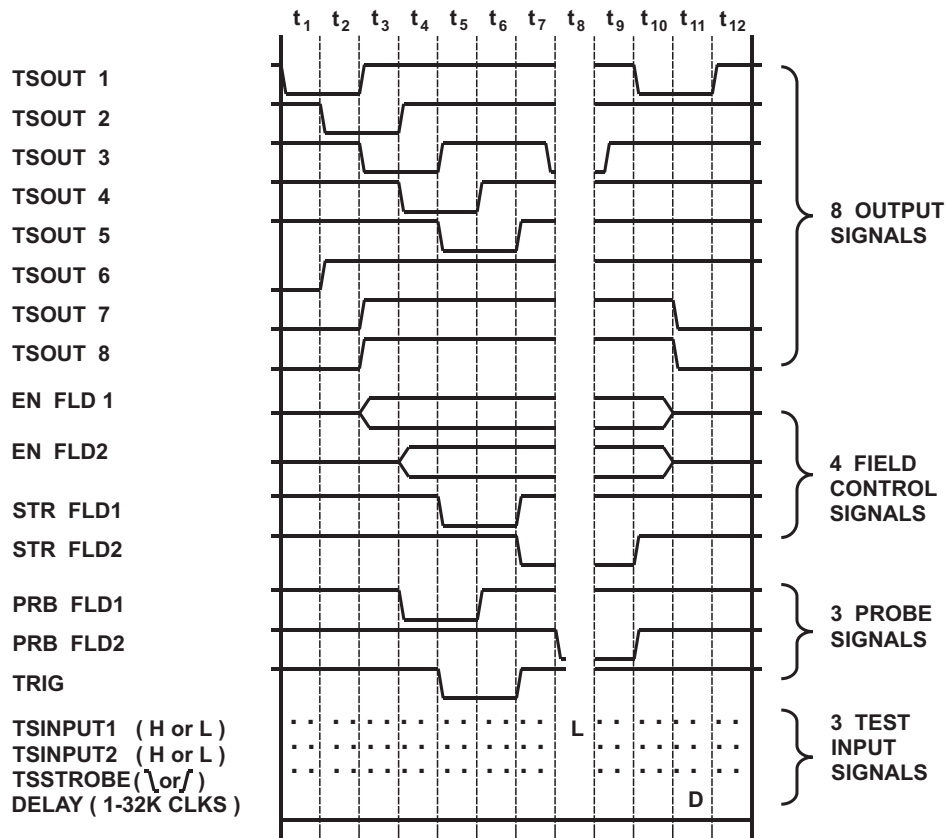 t1 t2 t3 t4 t5 t6 t7 t8 t9 t10 t11 t12
TSOUT 1
TSOUT 2
TSOUT 3
TSOUT 4
TSOUT 5
TSOUT 6
TSOUT 7
TSOUT 8
8 OUTPUT
SIGNALS
EN FLD 1
EN FLD2
STR FLD1
STR FLD2
4 FIELD
CONTROL
SIGNALS
PRB FLD1
PRB FLD2
TRIG
3 PROBE
SIGNALS
TSINPUT1 ( H or L ) L
TSINPUT2 ( H or L )
TSSTROBE ( \ or / )
DELAY ( 1-32K CLKS ) D
3 TEST
INPUT
SIGNALS